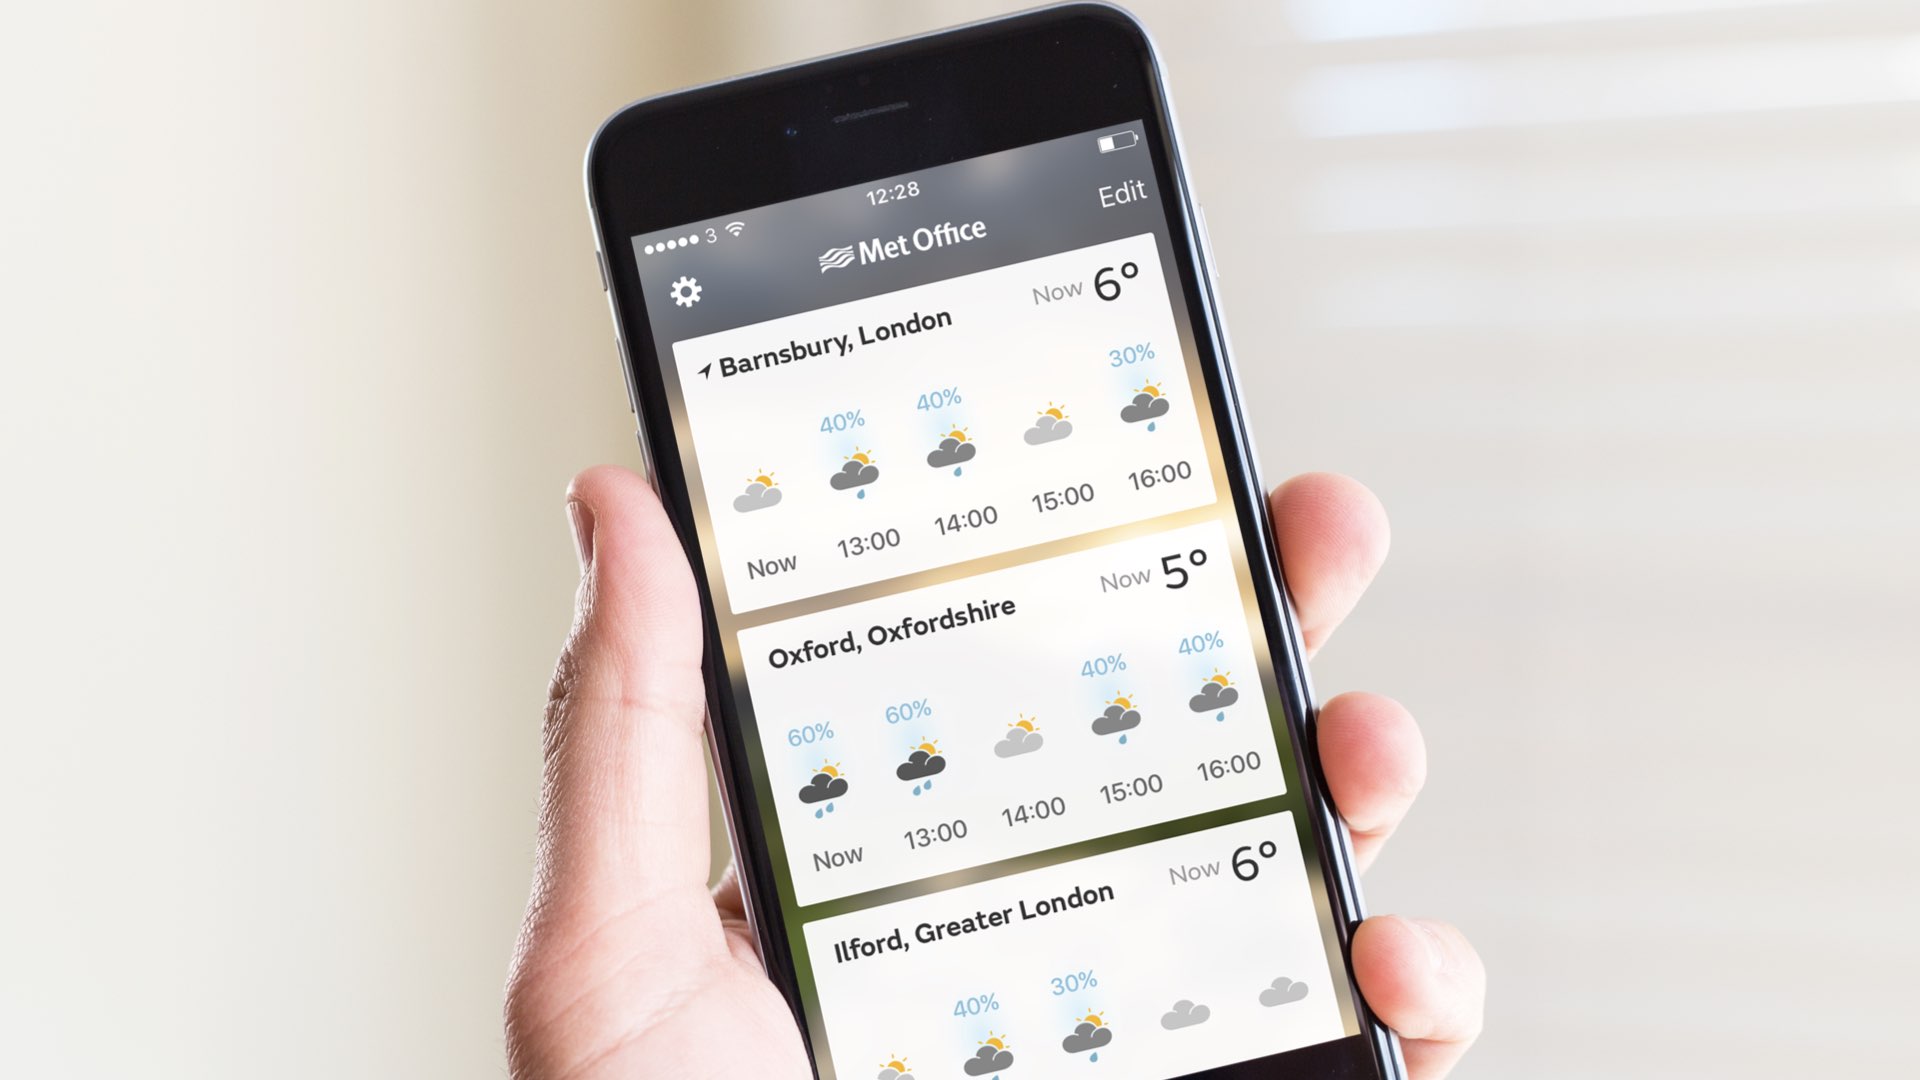 ●●●●● 3 12:28
Met Office Edit
Barnsbury, London Now 6°
40% 40% 30%
Now 13:00 14:00 15:00 16:00
Oxford, Oxfordshire Now 5°
60% 60% 40% 40%
Now 13:00 14:00 15:00 16:00
Ilford, Greater London Now 6°
40% 30%